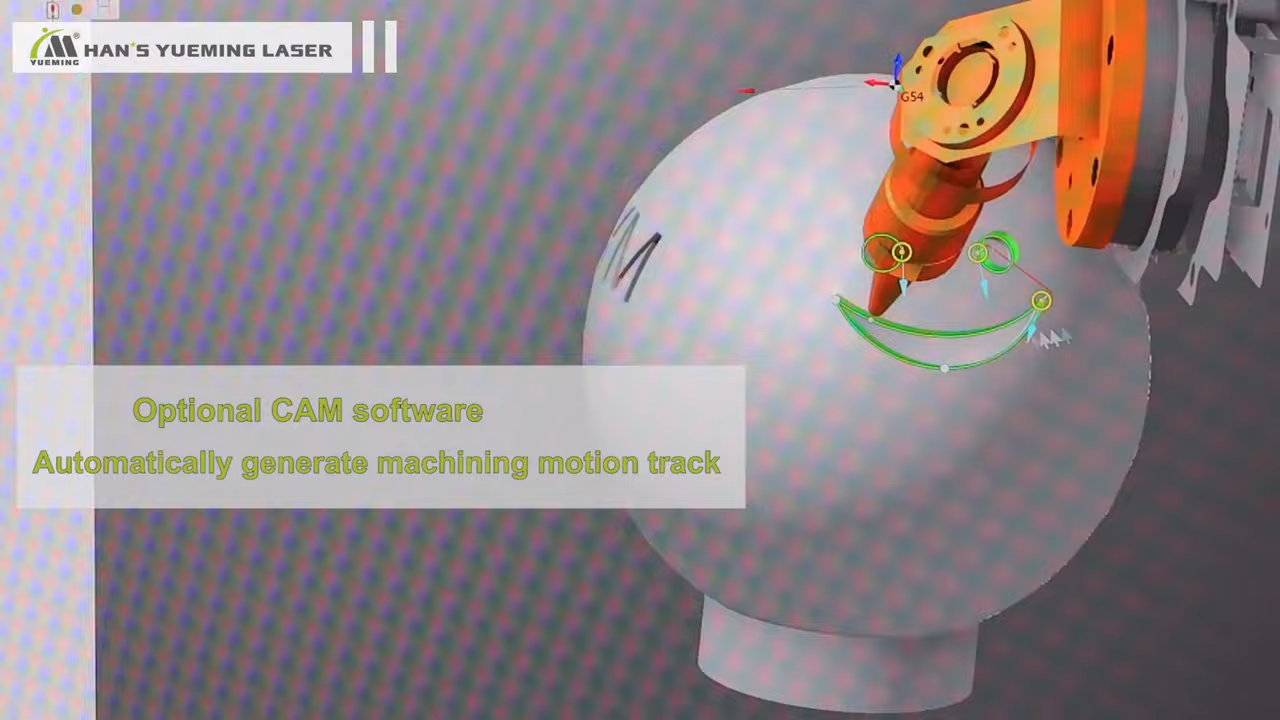 YUEMING
HAN'S YUEMING LASER
G54
M
Optional CAM software
Automatically generate machining motion track